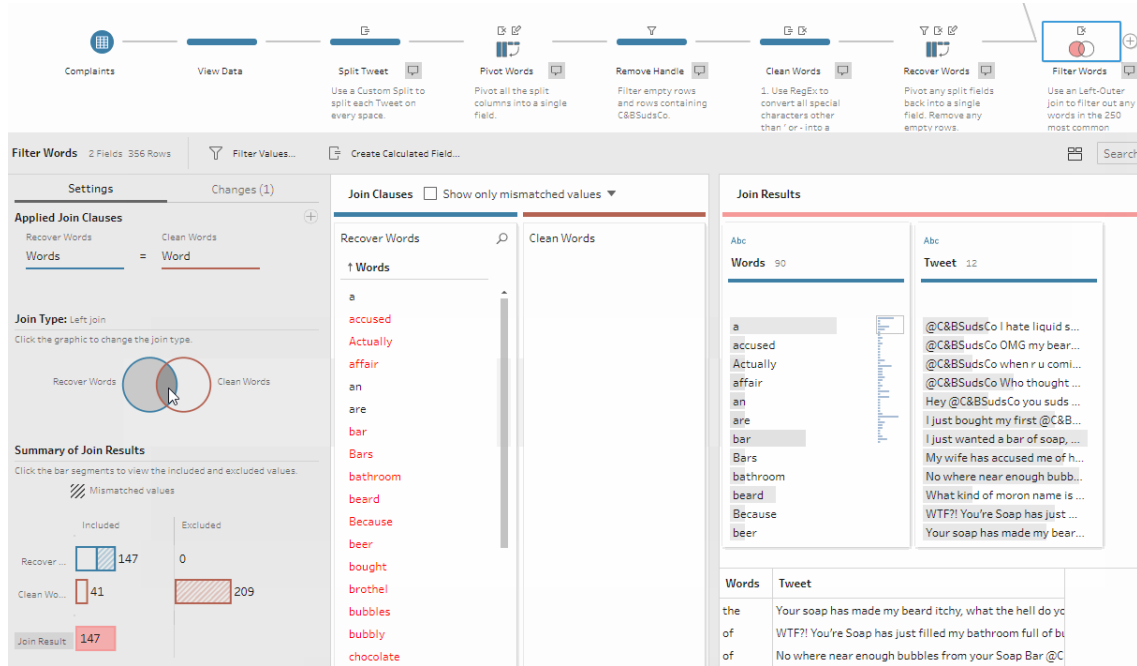 Complaints
View Data
Split Tweet
Pivot Words
Remove Handle
Clean Words
Recover Words
Filter Words
Use a Custom Split to
split each Tweet on
every space.
Pivot all the split
columns into a single
field.
Filter empty rows
and rows containing
C&BSudsCo.
1. Use RegEx to
convert all special
characters other
than ' or - into a
Pivot any split fields
back into a single
field. Remove any
empty rows.
Use an Left-Outer
join to filter out any
words in the 250
most common
Filter Words 2 Fields 356 Rows Filter Values... Create Calculated Field... Search
Settings Changes (1)
Applied Join Clauses
Recover Words Clean Words
Words = Word
Join Type: Left join
Click the graphic to change the join type.
Recover Words Clean Words
Summary of Join Results
Click the bar segments to view the included and excluded values.
Mismatched values
Included Excluded
Recover ... 147 0
Clean Wo... 41 209
Join Result 147
Join Clauses Show only mismatched values
Recover Words Clean Words
Words
a
accused
Actually
affair
an
are
bar
Bars
bathroom
beard
Because
beer
bought
brothel
bubbles
bubbly
chocolate
Join Results
Abc
Words 90
a
accused
Actually
affair
an
are
bar
Bars
bathroom
beard
Because
beer
Abc
Tweet 12
@C&BSudsCo I hate liquid s...
@C&BSudsCo OMG my bear...
@C&BSudsCo when r u comi...
@C&BSudsCo Who thought ...
Hey @C&BSudsCo you suds ...
I just bought my first @C&B...
I just wanted a bar of soap, ...
My wife has accused me of h...
No where near enough bubb...
What kind of moron name is ...
WTF?! You're Soap has just ...
Your soap has made my bear...
Words Tweet
the Your soap has made my beard itchy, what the hell do yo
of WTF?! You're Soap has just filled my bathroom full of bu
of No where near enough bubbles from your Soap Bar @C